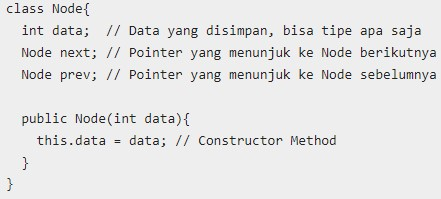 class Node{
  int data;  // Data yang disimpan, bisa tipe apa saja
  Node next; // Pointer yang menunjuk ke Node berikutnya
  Node prev; // Pointer yang menunjuk ke Node sebelumnya

  public Node(int data){
    this.data = data; // Constructor Method
  }
}